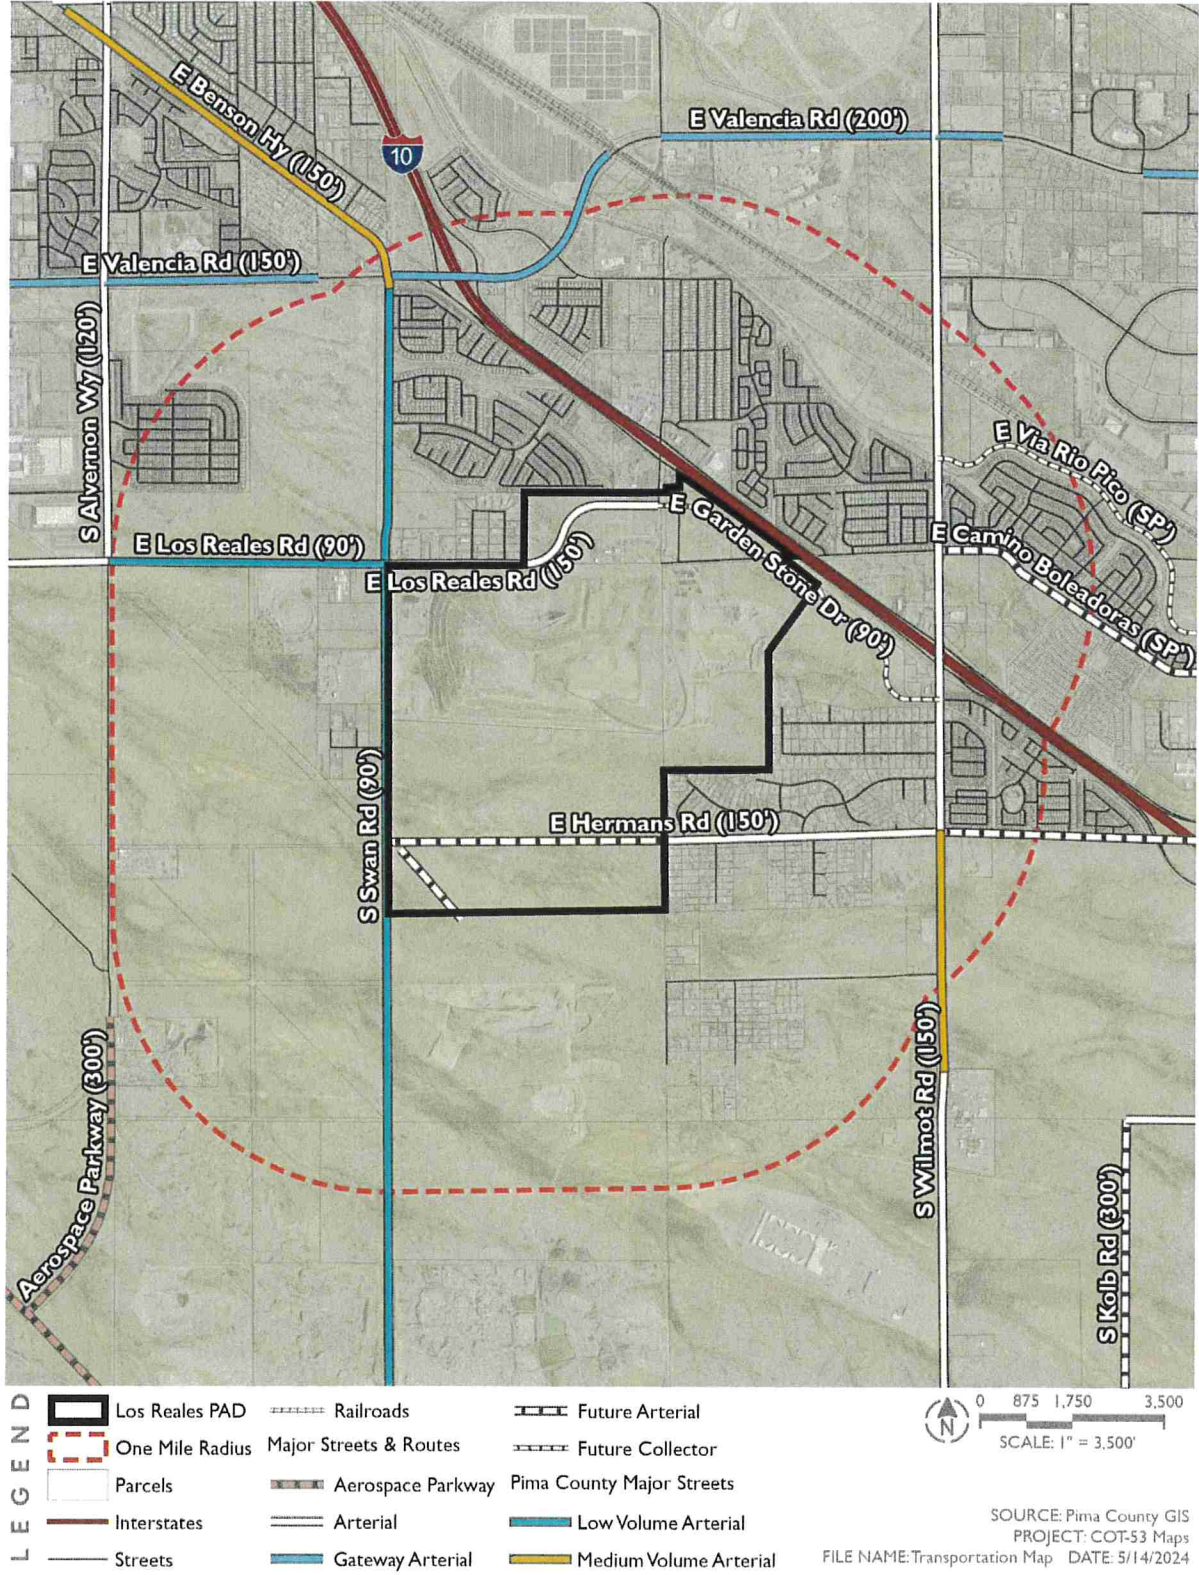 E Benson Hy (150')
10
E Valencia Rd (200')
E Valencia Rd (150')
S Alvernon Wy (120')
E Via Rio Pico (SP')
E Garden Stone Dr (90')
E Camino Boleadoras (SP')
E Los Reales Rd (90')
E Los Reales Rd (150')
S Swan Rd (90')
E Hermans Rd (150')
Aerospace Parkway (300')
S Wilmot Rd (150')
S Kolb Rd (300')
LEGEND
Los Reales PAD
One Mile Radius
Parcels
Interstates
Streets
Railroads
Major Streets & Routes
Aerospace Parkway
Arterial
Gateway Arterial
Future Arterial
Future Collector
Pima County Major Streets
Low Volume Arterial
Medium Volume Arterial
N
0 875 1,750 3,500
SCALE: 1" = 3,500'
SOURCE: Pima County GIS
PROJECT: COT-53 Maps
FILE NAME: Transportation Map DATE: 5/14/2024